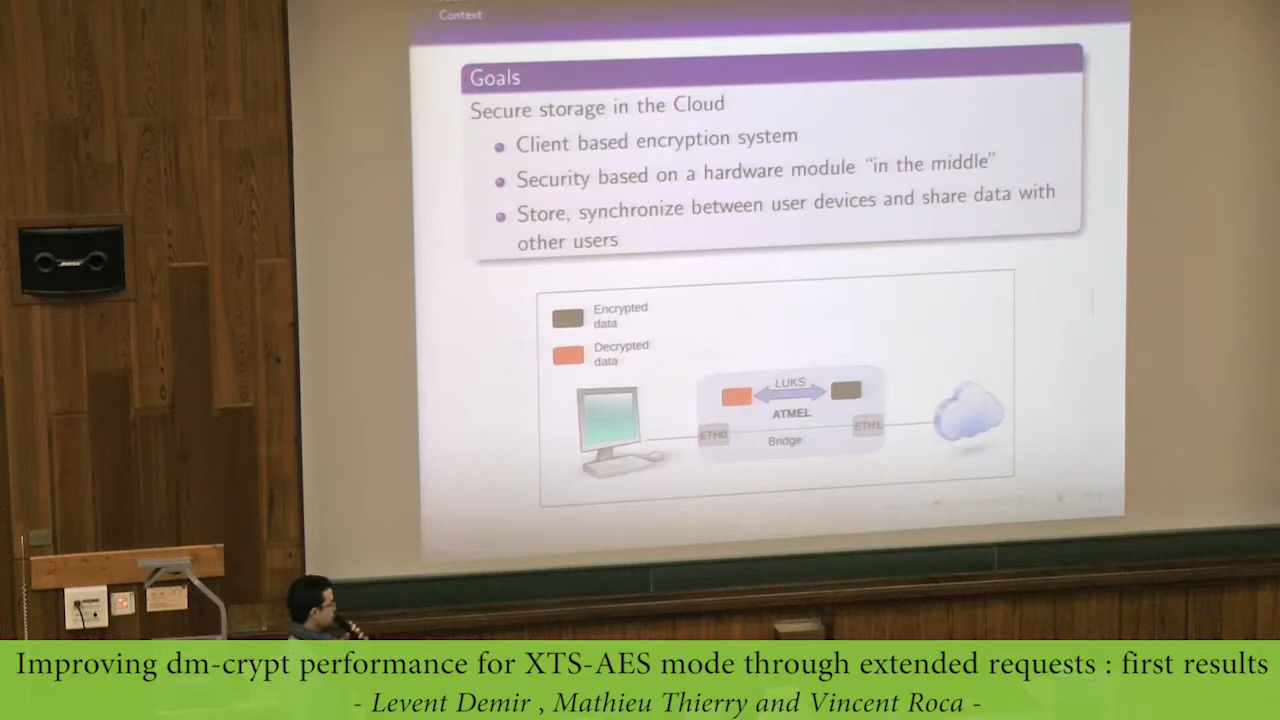 Context
Goals
Secure storage in the Cloud
Client based encryption system
Security based on a hardware module “in the middle”
Store, synchronize between user devices and share data with
other users
Encrypted
data
Decrypted
data
LUKS
ATMEL
ETH0
ETH1
Bridge
BOSE
Improving dm-crypt performance for XTS-AES mode through extended requests : first results
- Levent Demir , Mathieu Thierry and Vincent Roca -